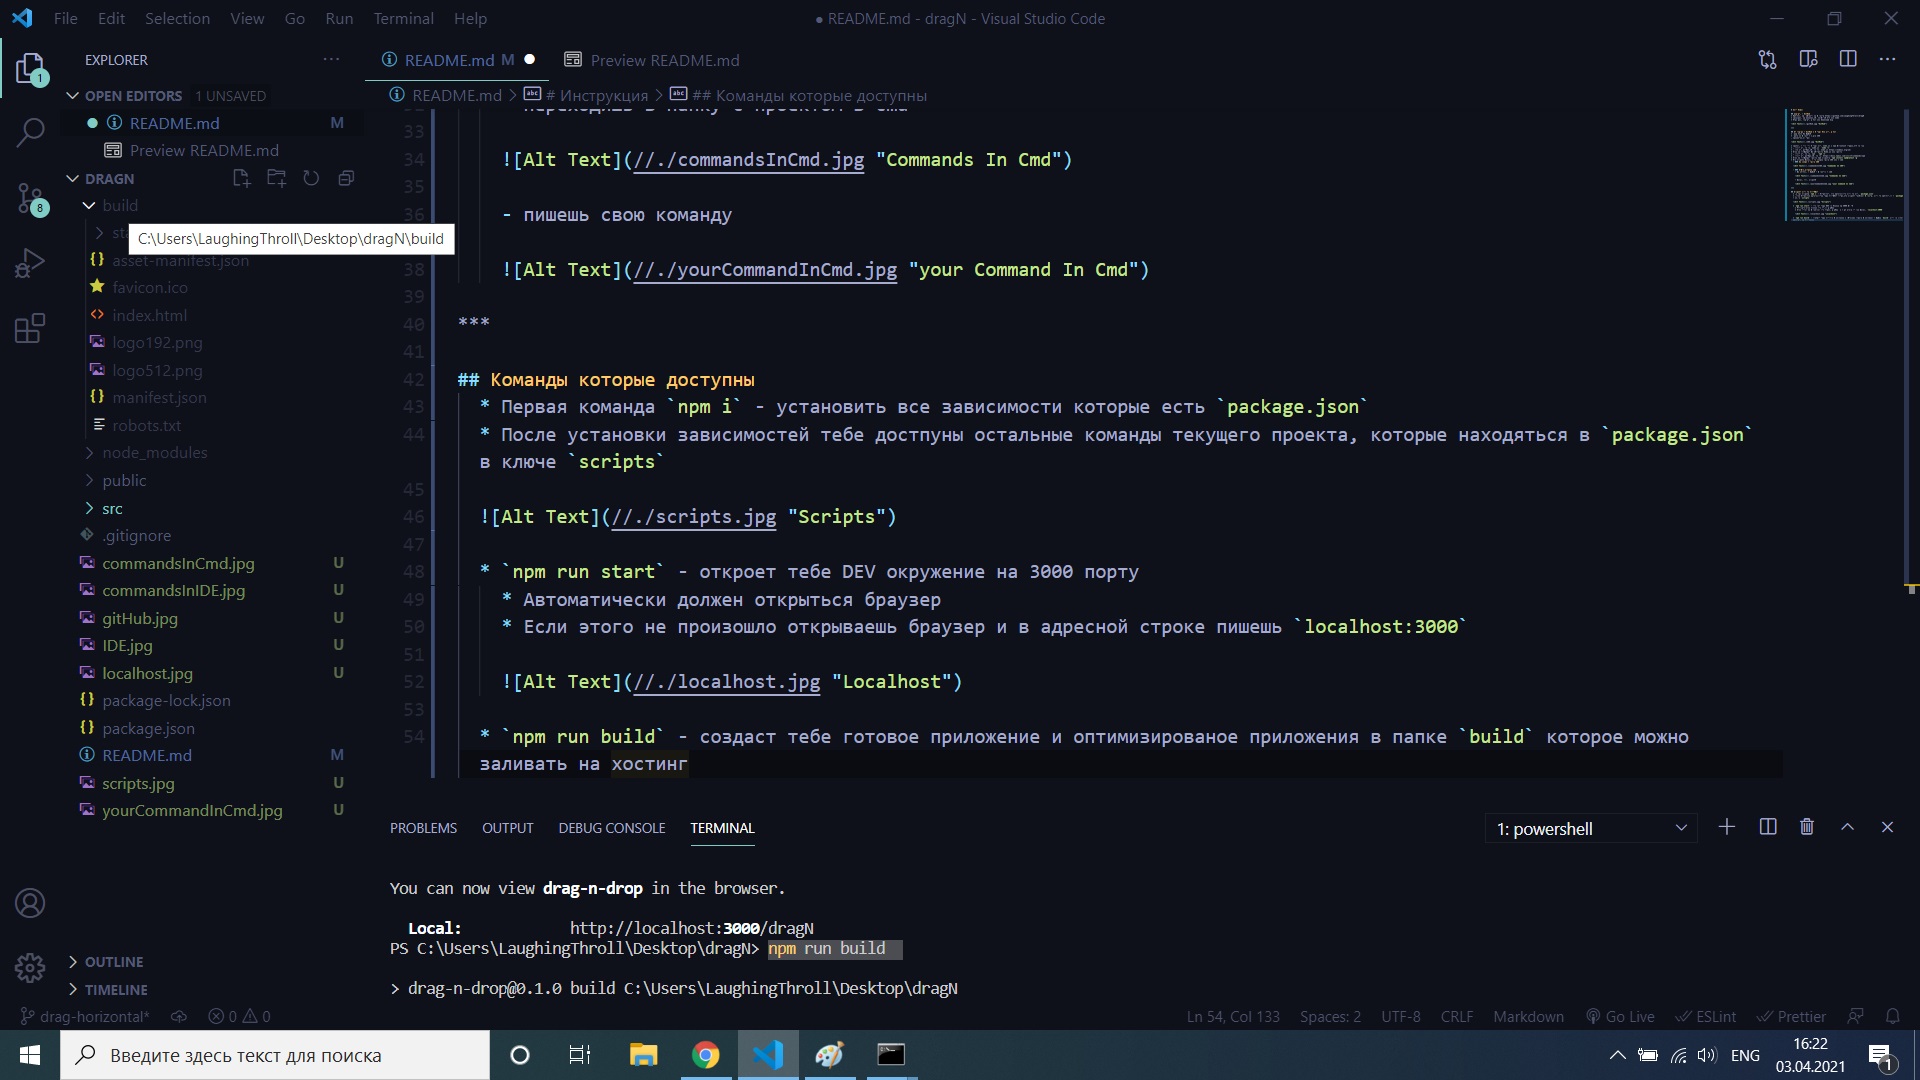 File Edit Selection View Go Run Terminal Help
● README.md - dragN - Visual Studio Code
EXPLORER
README.md M
Preview README.md
OPEN EDITORS 1 UNSAVED
README.md > # Инструкция > ## Команды которые доступны
README.md M
Preview README.md
DRAGN
build
C:\Users\LaughingThroll\Desktop\dragN\build
asset-manifest.json
favicon.ico
index.html
logo192.png
logo512.png
manifest.json
robots.txt
node_modules
public
src
.gitignore
commandsInCmd.jpg U
commandsInIDE.jpg U
gitHub.jpg U
IDE.jpg U
localhost.jpg U
package-lock.json
package.json
README.md M
scripts.jpg U
yourCommandInCmd.jpg U
OUTLINE
TIMELINE
33
34 ![Alt Text](//./commandsInCmd.jpg "Commands In Cmd")
35
36 - пишешь свою команду
38 ![Alt Text](//./yourCommandInCmd.jpg "your Command In Cmd")
39
40 ***
41
42 ## Команды которые доступны
43 * Первая команда `npm i` - установить все зависимости которые есть `package.json`
44 * После установки зависимостей тебе достпуны остальные команды текущего проекта, которые находяться в `package.json`
в ключе `scripts`
45
46 ![Alt Text](//./scripts.jpg "Scripts")
47
48 * `npm run start` - откроет тебе DEV окружение на 3000 порту
49 * Автоматически должен открыться браузер
50 * Если этого не произошло открываешь браузер и в адресной строке пишешь `localhost:3000`
51
52 ![Alt Text](//./localhost.jpg "Localhost")
53
54 * `npm run build` - создаст тебе готовое приложение и оптимизированое приложения в папке `build` которое можно
заливать на хостинг
PROBLEMS OUTPUT DEBUG CONSOLE TERMINAL
1: powershell
You can now view drag-n-drop in the browser.
Local: http://localhost:3000/dragN
PS C:\Users\LaughingThroll\Desktop\dragN> npm run build
> drag-n-drop@0.1.0 build C:\Users\LaughingThroll\Desktop\dragN
drag-horizontal* 0 0
Ln 54, Col 133 Spaces: 2 UTF-8 CRLF Markdown Go Live ESLint Prettier
Введите здесь текст для поиска
ENG
16:22
03.04.2021
1